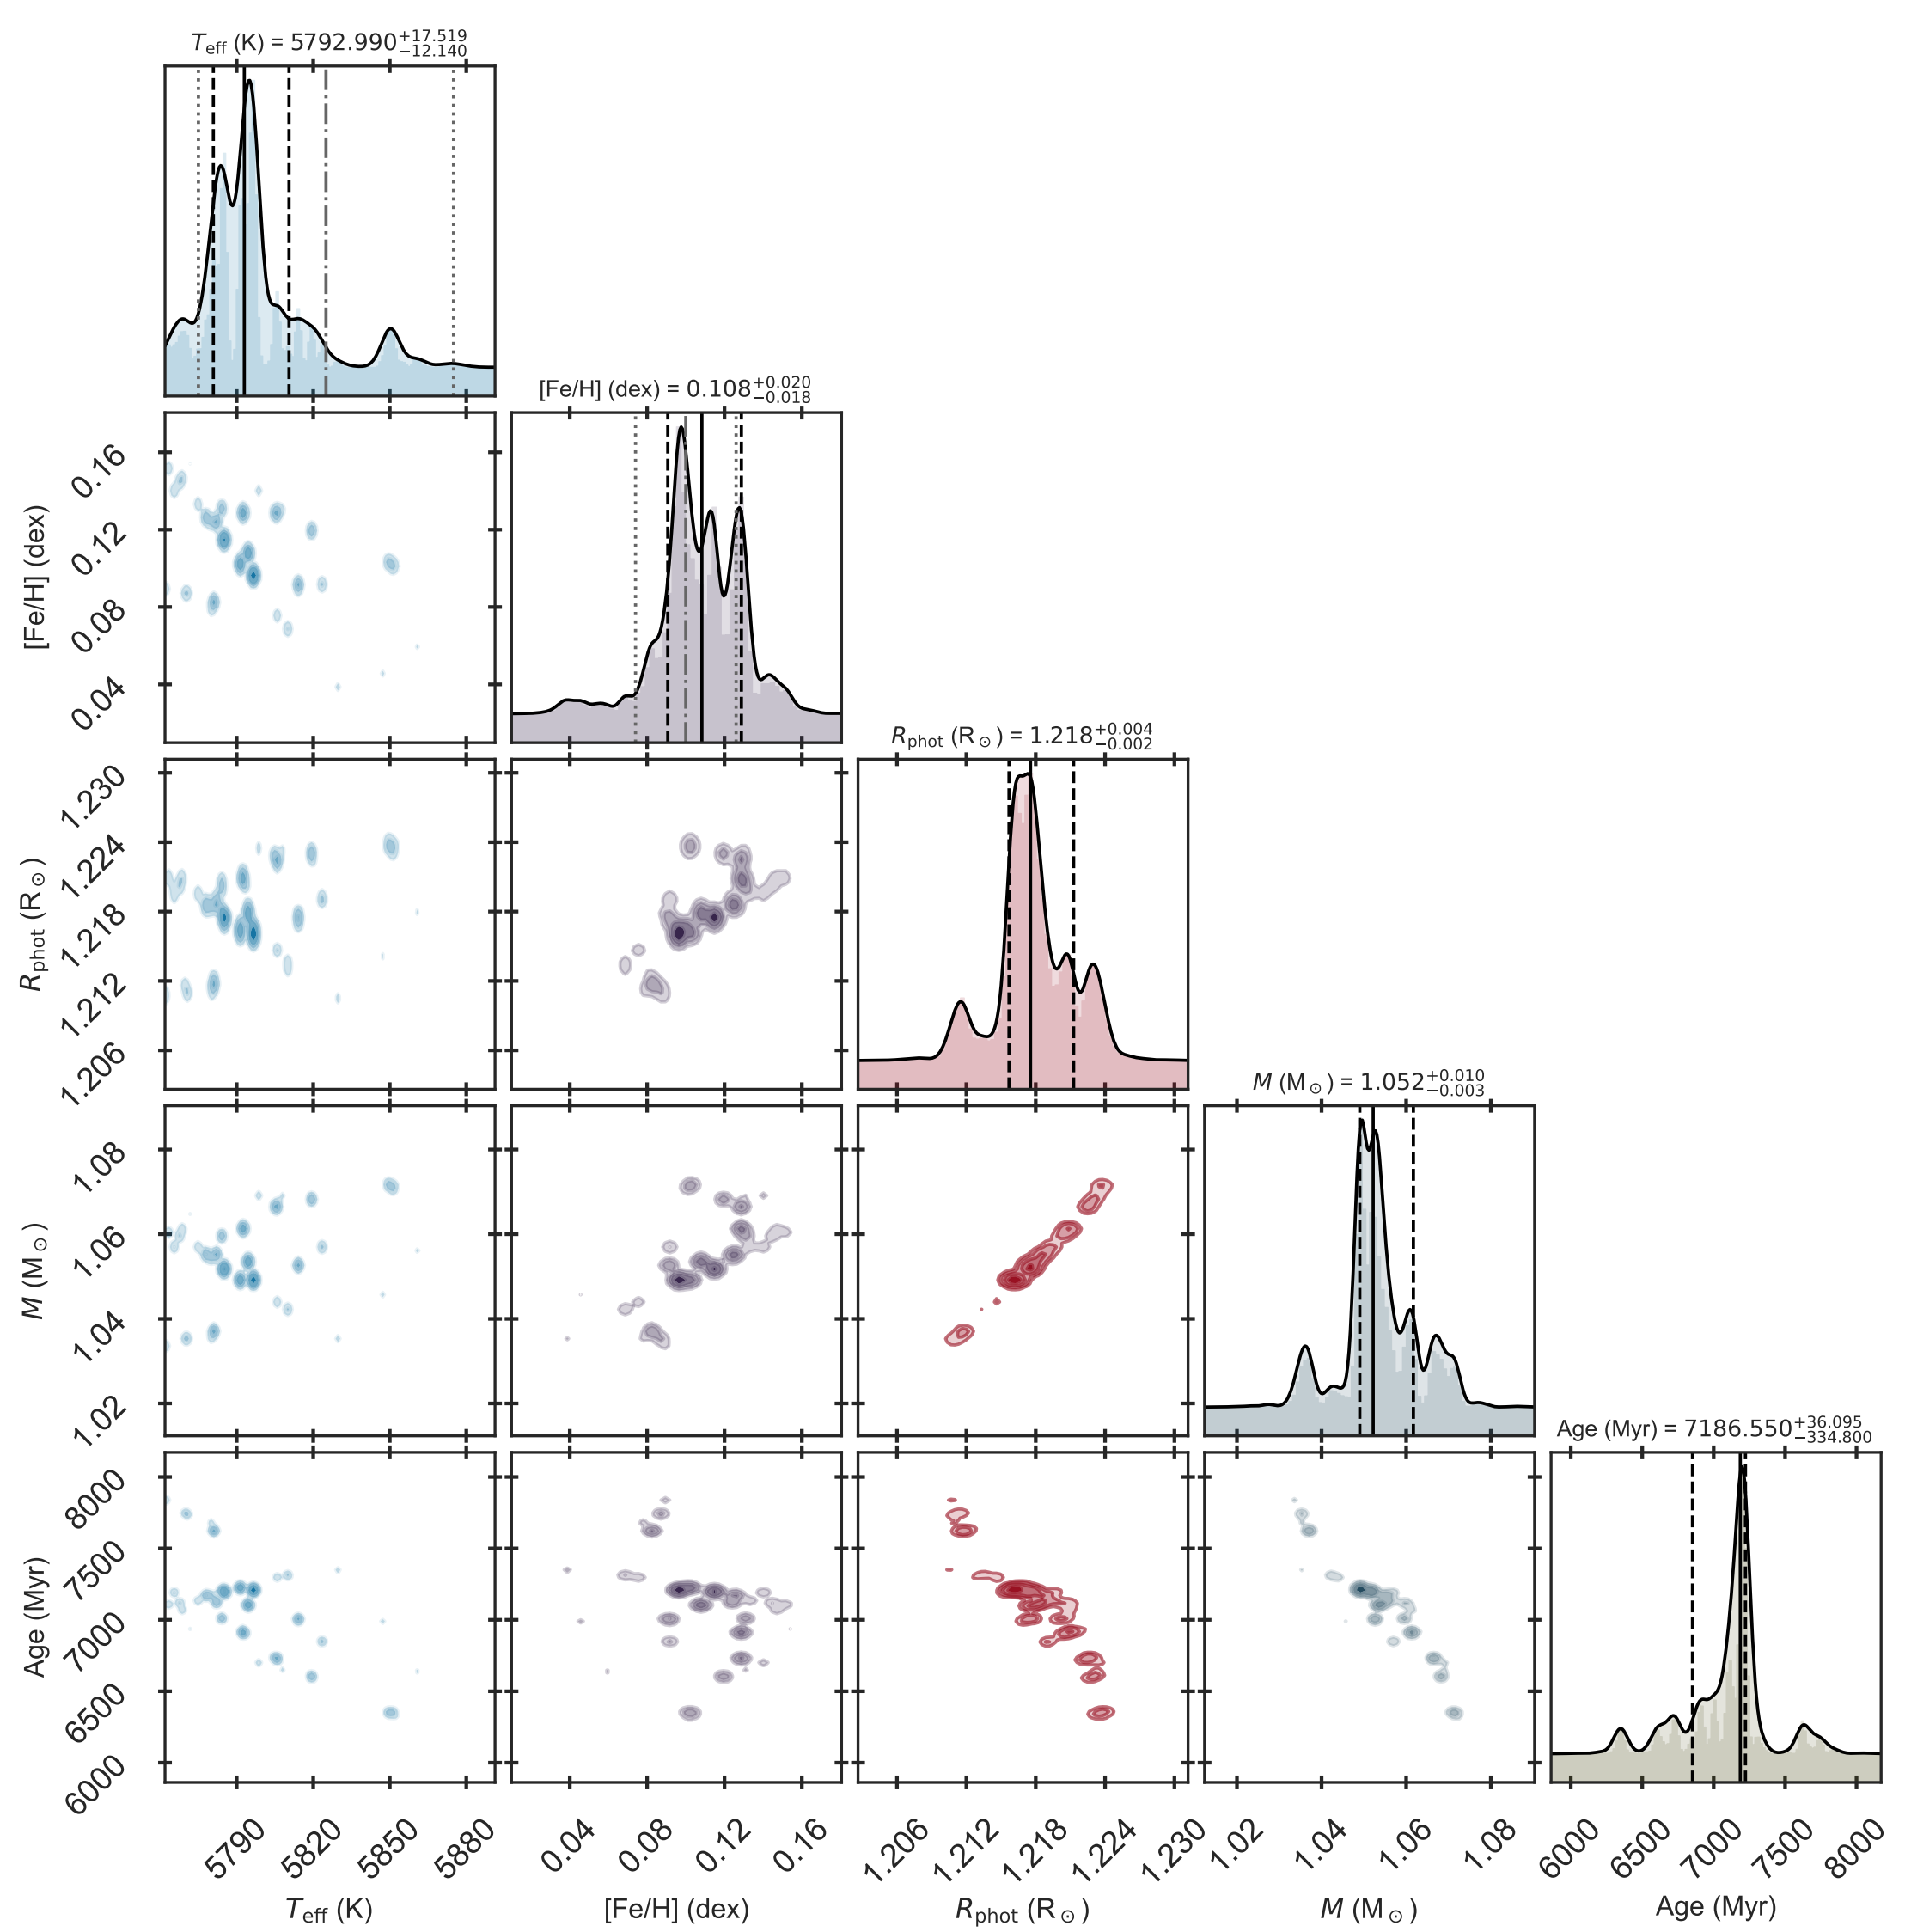 T_eff (K) = 5792.990 +17.519 −12.140
[Fe/H] (dex) = 0.108 +0.020 −0.018
0.16
0.12
0.08
0.04
[Fe/H] (dex)
R_phot (R⊙) = 1.218 +0.004 −0.002
1.230
1.224
1.218
1.212
1.206
R_phot (R⊙)
M (M⊙) = 1.052 +0.010 −0.003
1.08
1.06
1.04
1.02
M (M⊙)
Age (Myr) = 7186.550 +36.095 −334.800
8000
7500
7000
6500
6000
Age (Myr)
5790 5820 5850 5880 0.04 0.08 0.12 0.16 1.206 1.212 1.218 1.224 1.230 1.02 1.04 1.06 1.08 6000 6500 7000 7500 8000
T_eff (K) [Fe/H] (dex) R_phot (R⊙) M (M⊙) Age (Myr)